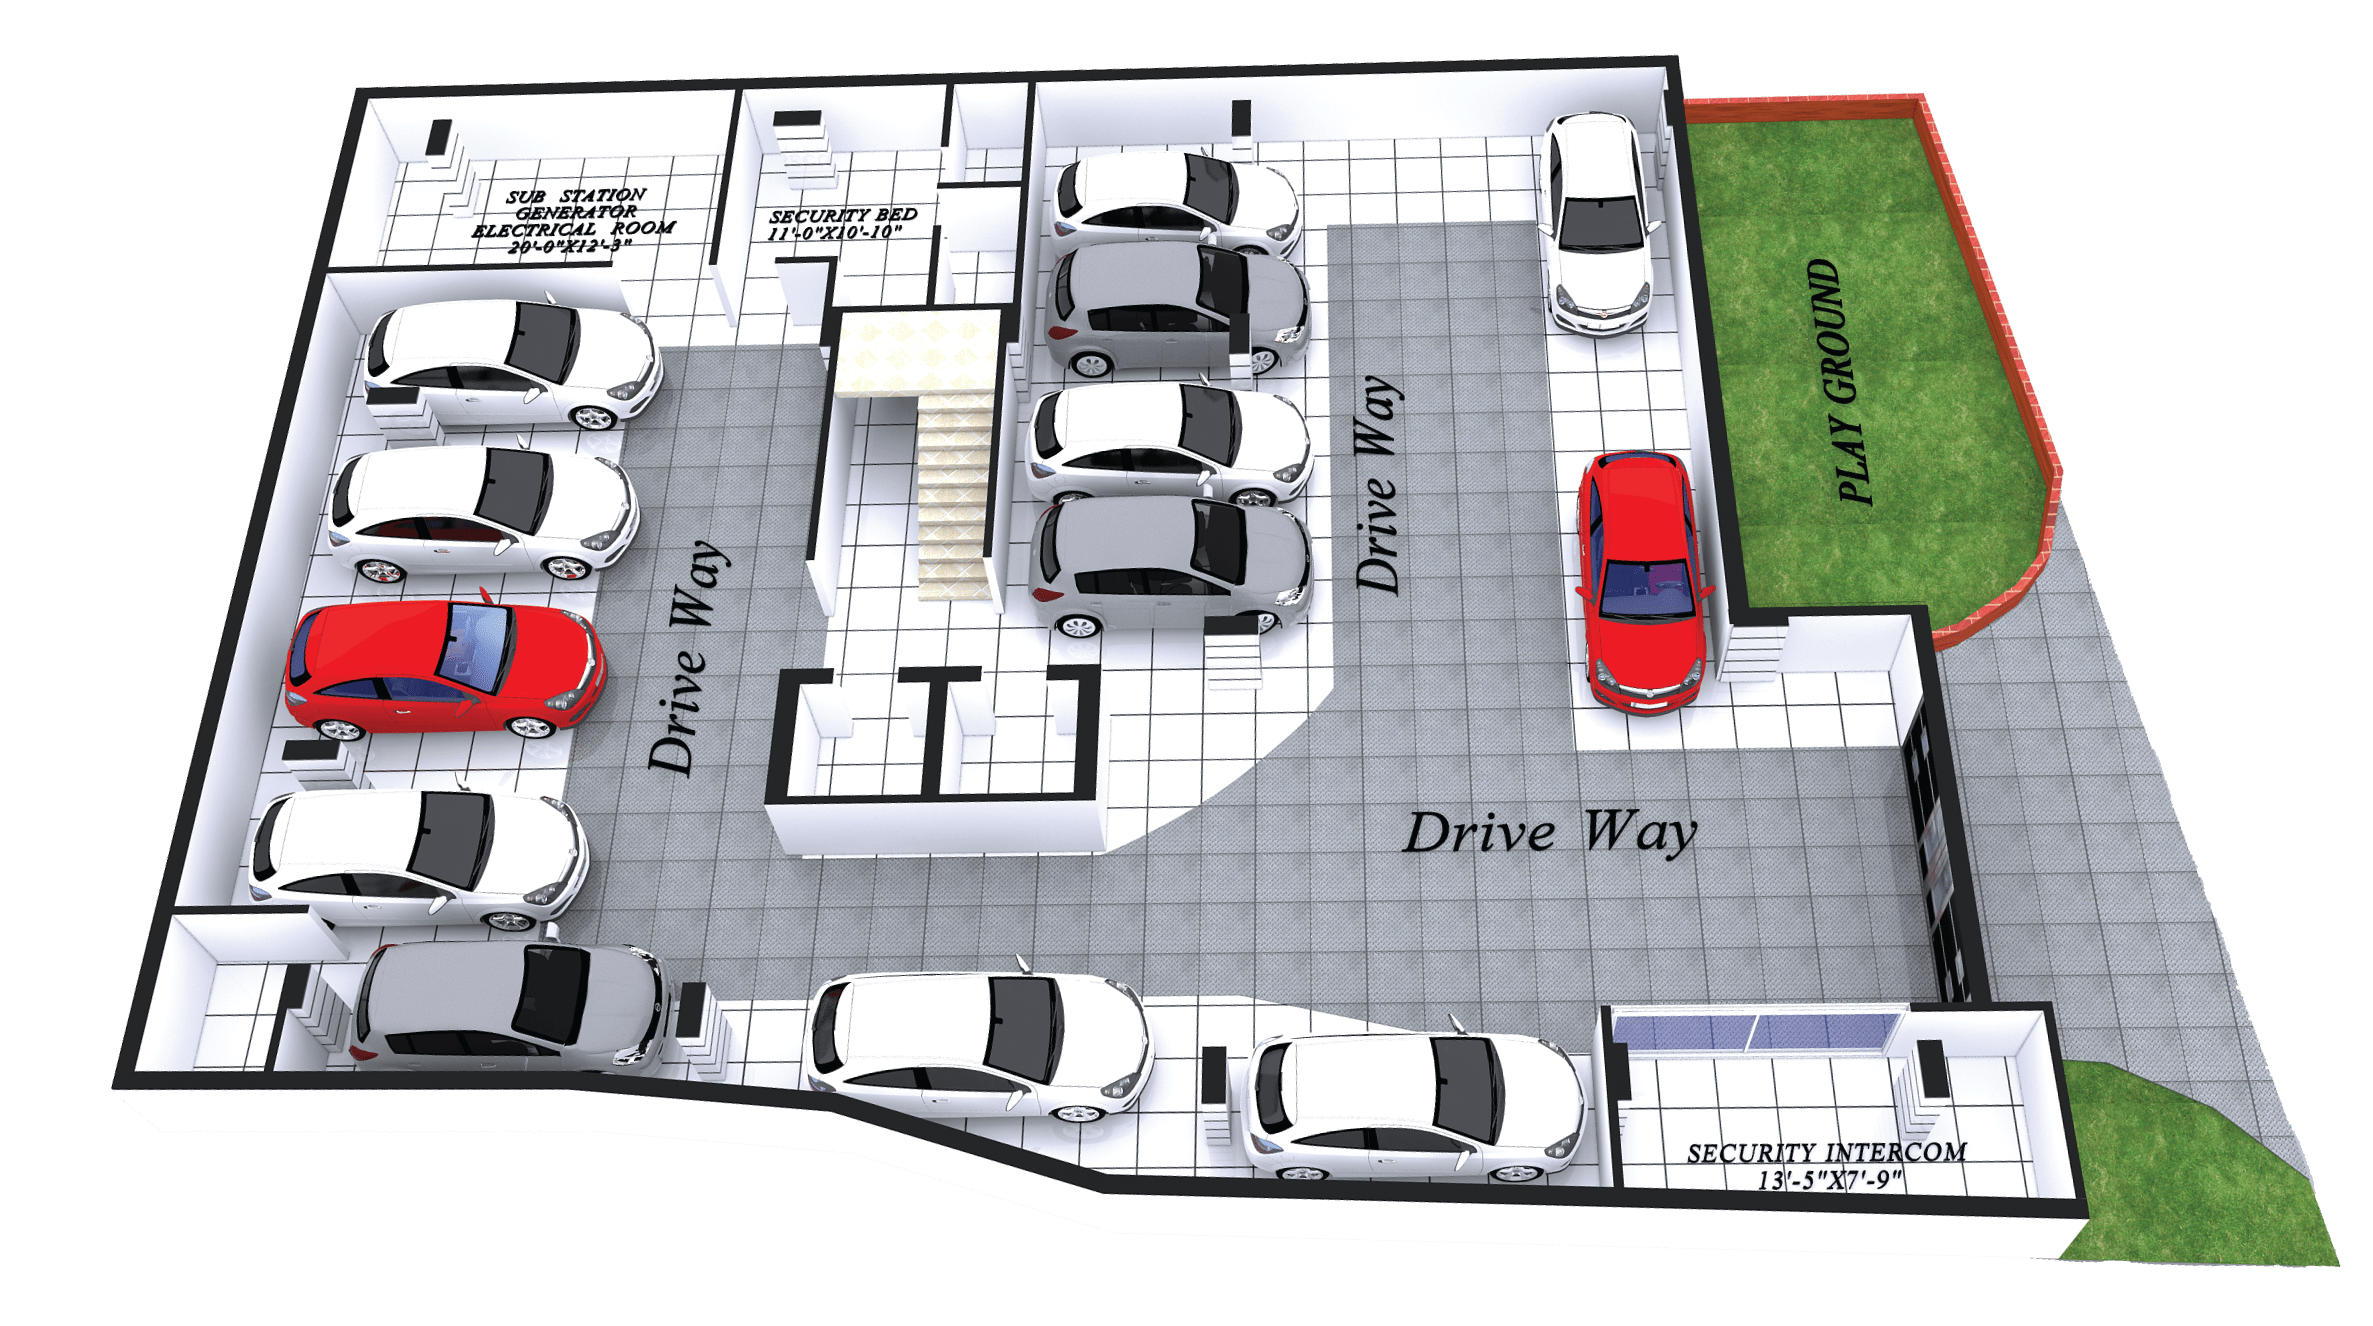 SUB STATION
GENERATOR
ELECTRICAL ROOM
20'-0"X12'-3"
SECURITY BED
11'-0"X10'-10"
PLAY GROUND
Drive Way
Drive Way
Drive Way
SECURITY INTERCOM
13'-5"X7'-9"